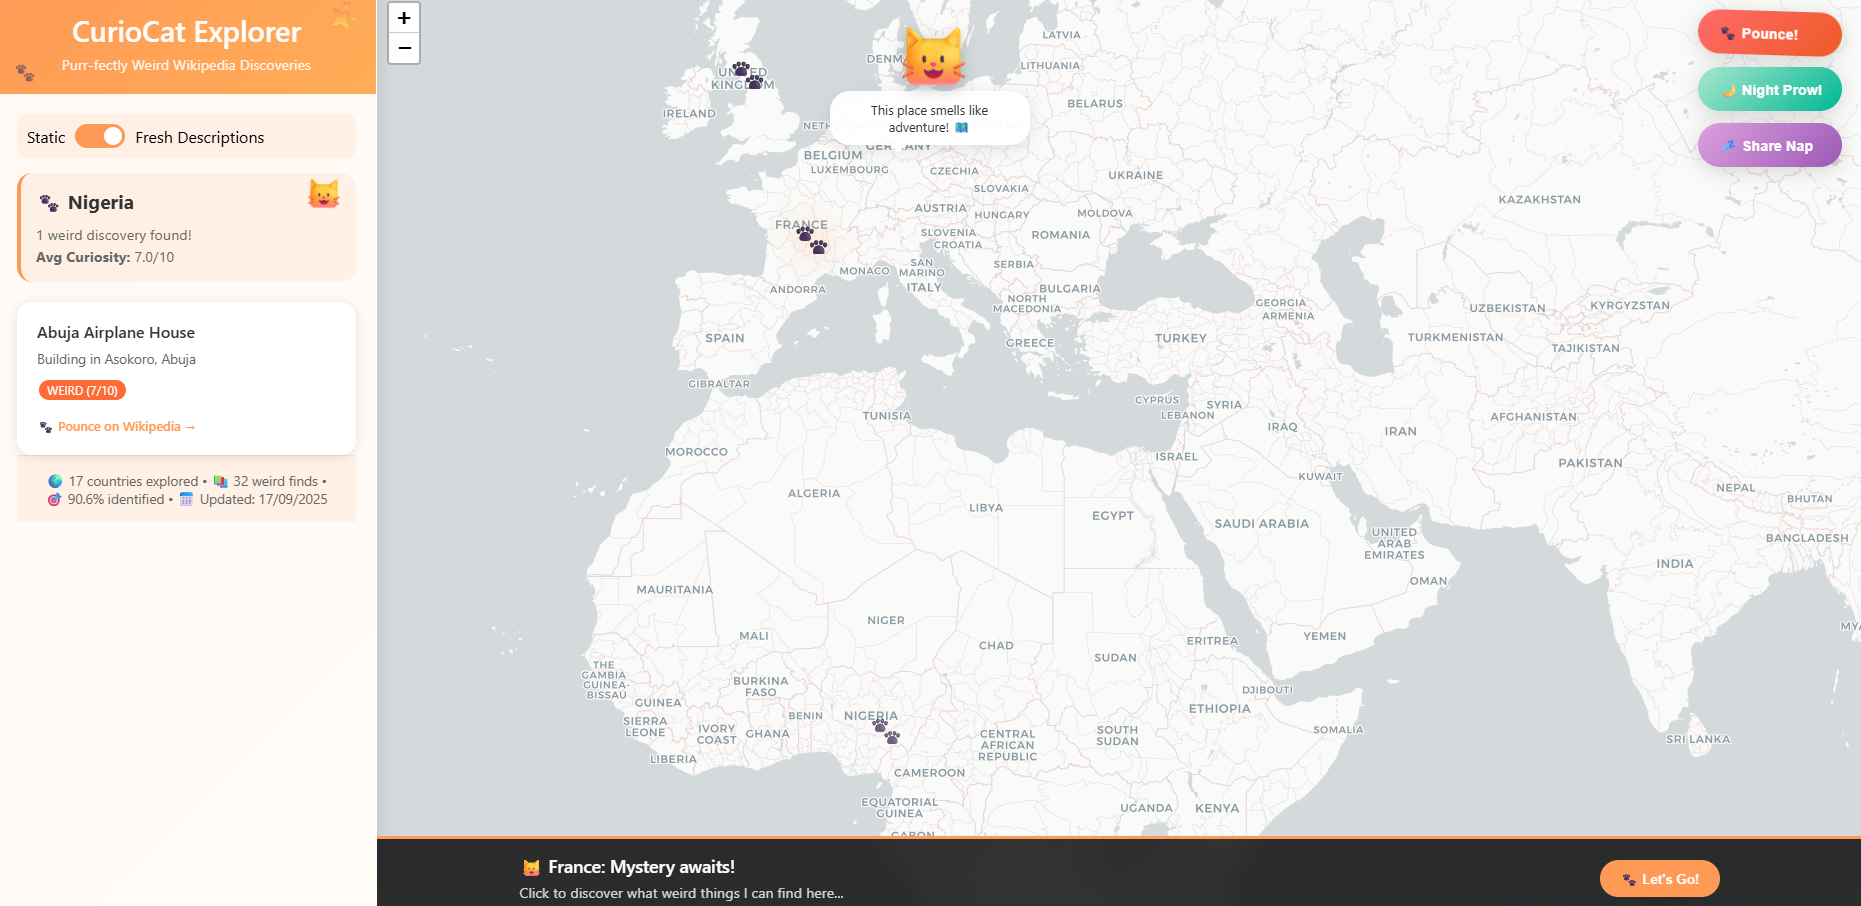 CurioCat Explorer
Purr-fectly Weird Wikipedia Discoveries
Static Fresh Descriptions
Nigeria
1 weird discovery found!
Avg Curiosity: 7.0/10
Abuja Airplane House
Building in Asokoro, Abuja
WEIRD (7/10)
Pounce on Wikipedia →
17 countries explored • 32 weird finds •
90.6% identified • Updated: 17/09/2025
+
−
This place smells like
adventure!
Pounce!
Night Prowl
Share Nap
LATVIA
LITHUANIA
UNITED
KINGDOM
IRELAND
BELARUS
GERMANY
BELGIUM
LUXEMBOURG
CZECHIA
SLOVAKIA
UKRAINE
KAZAKHSTAN
AUSTRIA
HUNGARY
MOLDOVA
FRANCE
SLOVENIA
CROATIA
ROMANIA
MONACO
SAN
MARINO
SERBIA
ANDORRA
ITALY
BULGARIA
NORTH
MACEDONIA
GEORGIA
ARMENIA
UZBEKISTAN
KYRGYZSTAN
SPAIN
GREECE
TURKEY
TURKMENISTAN
TAJIKISTAN
GIBRALTAR
TUNISIA
CYPRUS
LEBANON
SYRIA
AFGHANISTAN
IRAQ
IRAN
MOROCCO
ISRAEL
KUWAIT
PAKISTAN
ALGERIA
LIBYA
EGYPT
NEPAL
BHUTAN
SAUDI ARABIA
UNITED
ARAB
EMIRATES
BANGLADESH
INDIA
OMAN
MAURITANIA
NIGER
MALI
CHAD
SUDAN
ERITREA
YEMEN
MYA
THE
GAMBIA
GUINEA-
BISSAU
BURKINA
FASO
DJIBOUTI
GUINEA
BENIN
NIGERIA
ETHIOPIA
SIERRA
LEONE
IVORY
COAST
GHANA
CENTRAL
AFRICAN
REPUBLIC
SOUTH
SUDAN
SOMALIA
SRI LANKA
LIBERIA
CAMEROON
EQUATORIAL
GUINEA
UGANDA
KENYA
GABON
France: Mystery awaits!
Click to discover what weird things I can find here...
Let's Go!